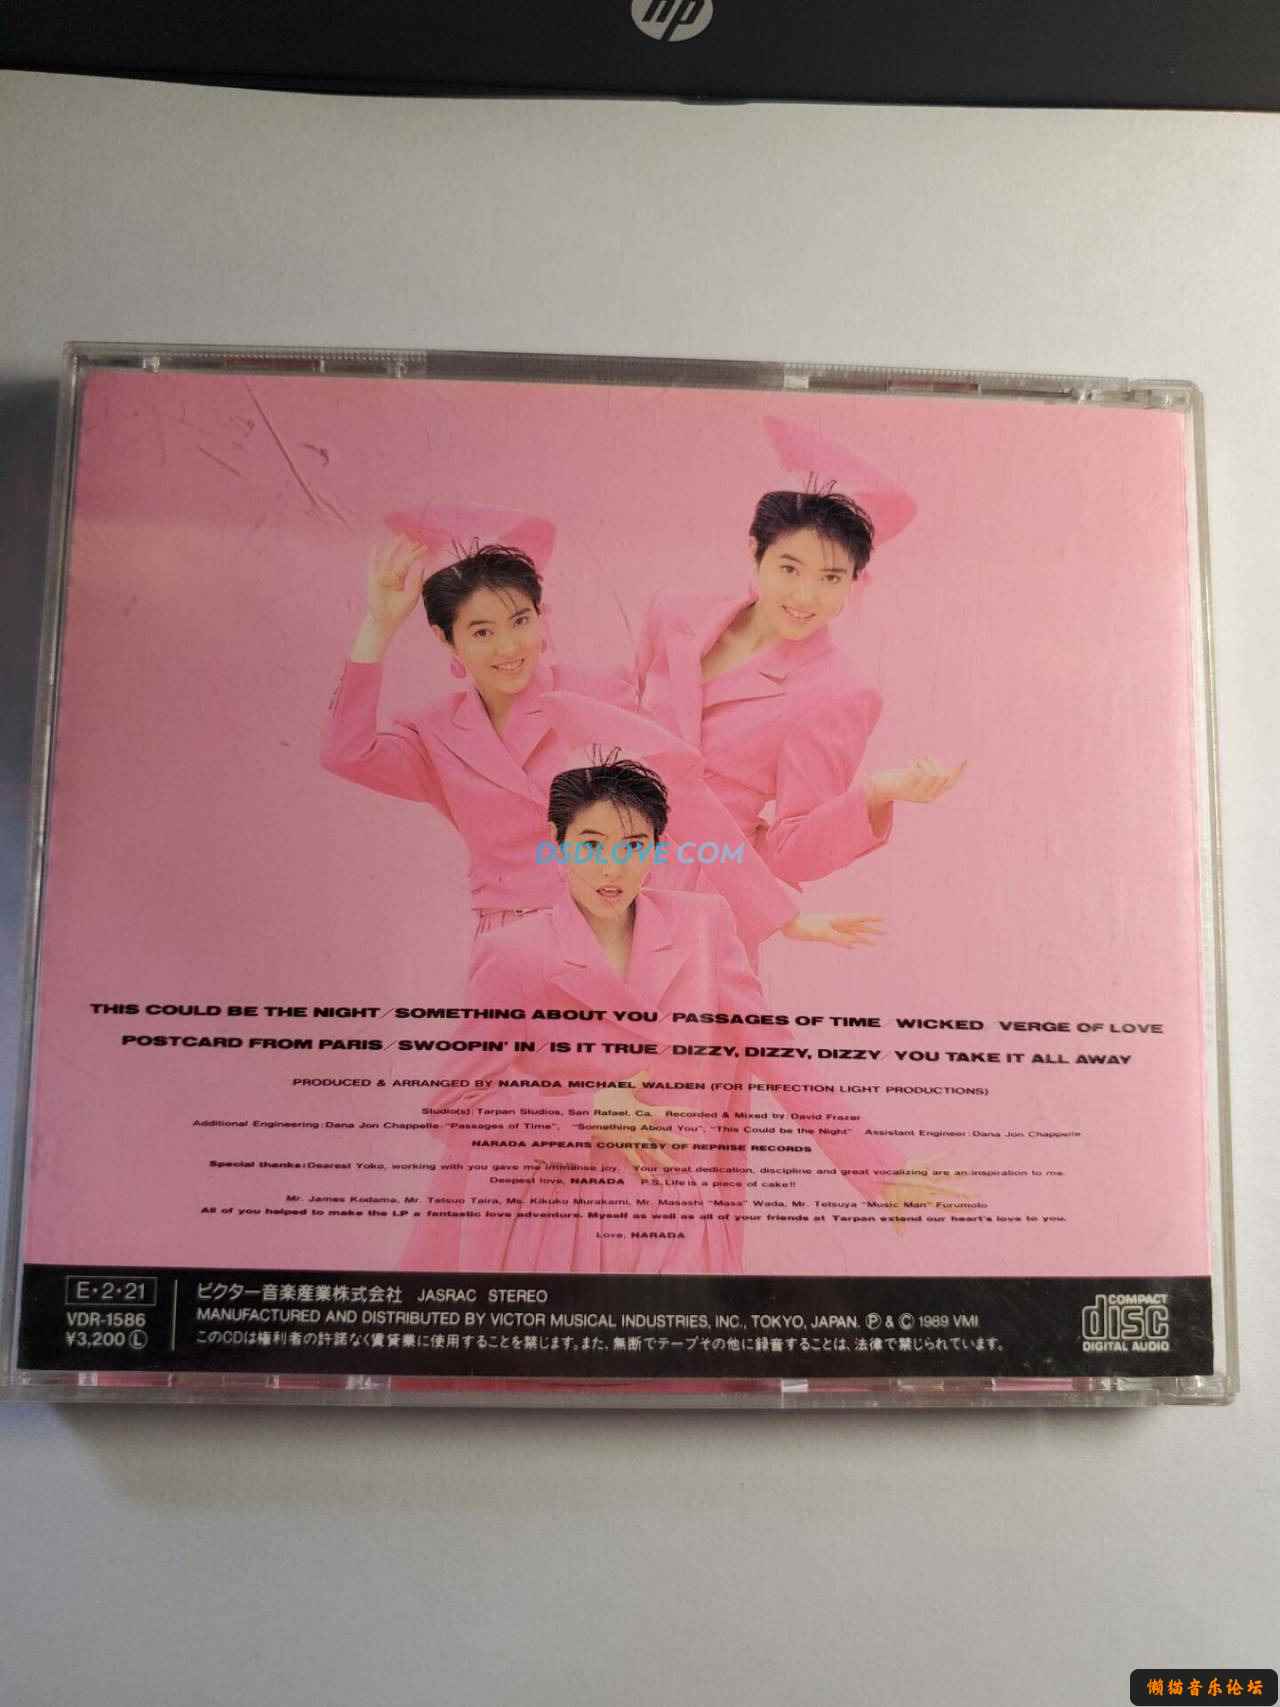 hp
DSDLOVE.COM
THIS COULD BE THE NIGHT/SOMETHING ABOUT YOU/PASSAGES OF TIME/WICKED/VERGE OF LOVE
POSTCARD FROM PARIS/SWOOPIN' IN/IS IT TRUE/DIZZY, DIZZY, DIZZY/YOU TAKE IT ALL AWAY
PRODUCED & ARRANGED BY NARADA MICHAEL WALDEN (FOR PERFECTION LIGHT PRODUCTIONS)
Studio(s): Tarpan Studios, San Rafael, Ca. Recorded & Mixed by: David Frazer
Additional Engineering: Dana Jon Chappelle: "Passages of Time", "Something About You", "This Could be the Night" Assistant Engineer: Dana Jon Chappelle
NARADA APPEARS COURTESY OF REPRISE RECORDS
Special thanks: Dearest Yoko, working with you gave me immense joy. Your great dedication, discipline and great vocalizing are an inspiration to me.
Deepest love, NARADA P.S. Life is a piece of cake!!
Mr. James Kodama, Mr. Tetsuo Taira, Ms. Kikuko Murakami, Mr. Masashi "Masa" Wada, Mr. Tetsuya "Music Man" Furumoto
All of you helped to make the LP a fantastic love adventure. Myself as well as all of your friends at Tarpan extend our heart's love to you.
Love, NARADA
E・2・21
VDR-1586
¥3,200 Ⓛ
ビクター音楽産業株式会社 JASRAC STEREO
MANUFACTURED AND DISTRIBUTED BY VICTOR MUSICAL INDUSTRIES, INC., TOKYO, JAPAN. Ⓟ & Ⓒ 1989 VMI
このCDは権利者の許諾なく賃貸業に使用することを禁じます。また、無断でテープその他に録音することは、法律で禁じられています。
COMPACT
disc
DIGITAL AUDIO
懒猫音乐论坛